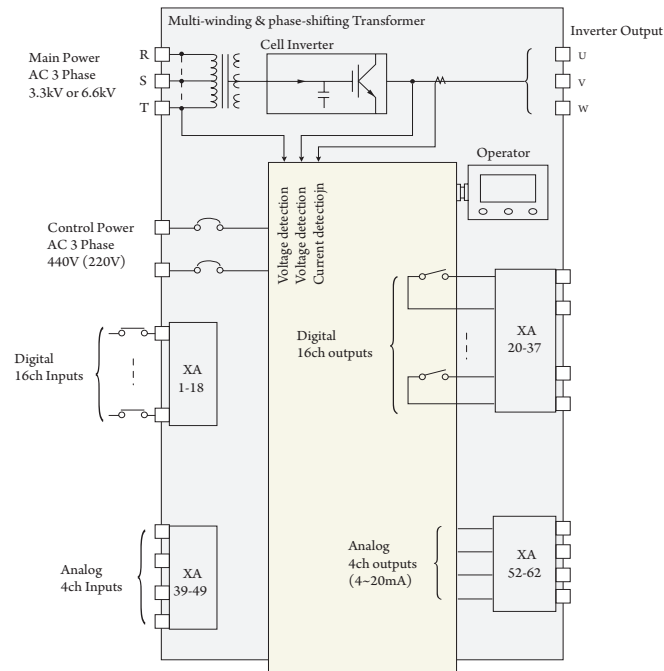 Multi-winding & phase-shifting Transformer
Main Power
AC 3 Phase
3.3kV or 6.6kV
R
S
T
Cell Inverter
Inverter Output
U
V
W
Operator
Voltage detection
Voltage detection
Current detectiojn
Control Power
AC 3 Phase
440V (220V)
Digital
16ch Inputs
XA
1-18
Digital
16ch outputs
XA
20-37
Analog
4ch Inputs
XA
39-49
Analog
4ch outputs
(4~20mA)
XA
52-62